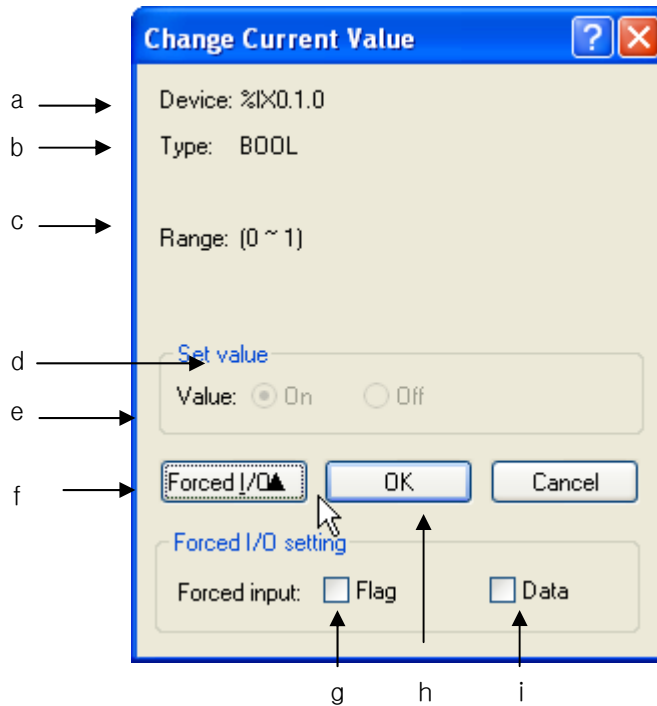 Change Current Value
a Device: %IX0.1.0
b Type: BOOL
c Range: (0 ~ 1)
d Set value
e Value: On Off
f Forced I/O▲ OK Cancel
Forced I/O setting
Forced input: Flag Data
g h i